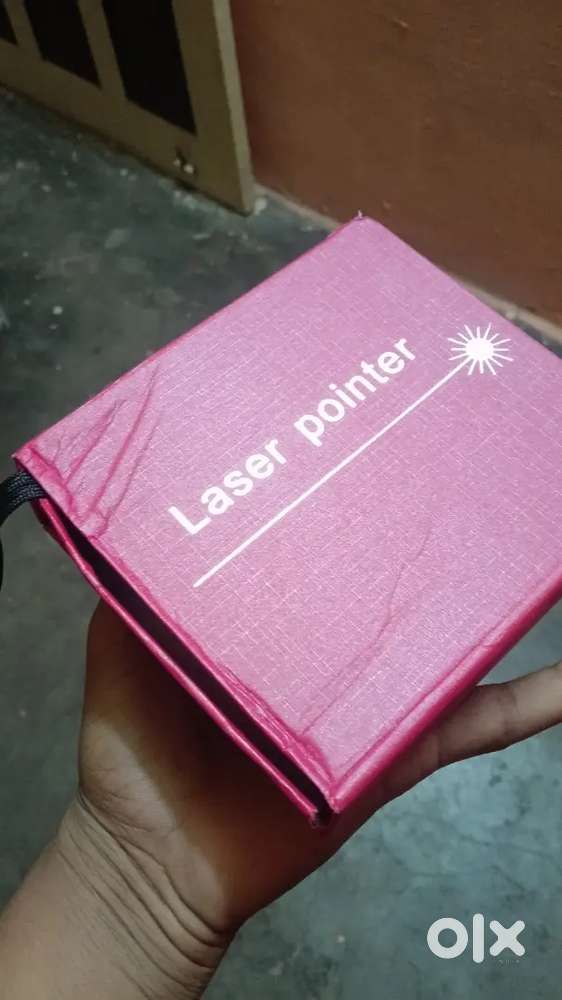 Laser pointer
olx